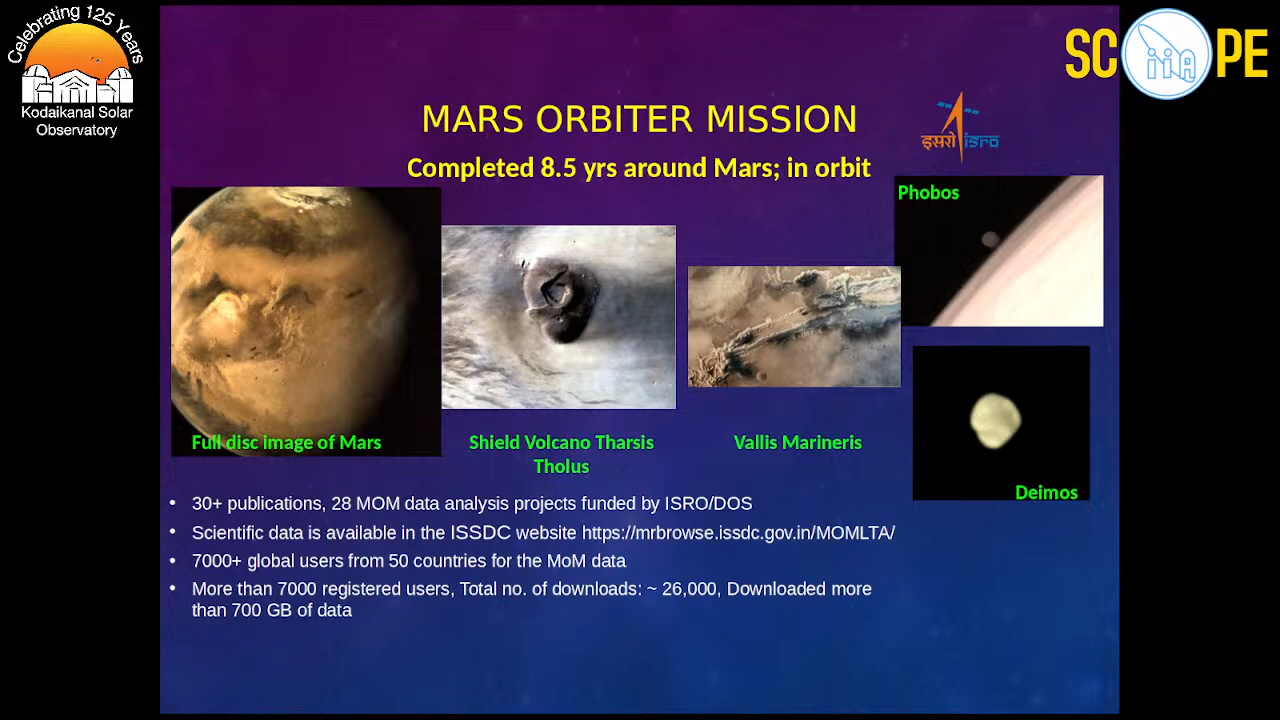 Celebrating 125 Years
Kodaikanal Solar
Observatory
SC iiA PE
MARS ORBITER MISSION
इसरो isro
Completed 8.5 yrs around Mars; in orbit
Phobos
Full disc image of Mars
Shield Volcano Tharsis
Tholus
Vallis Marineris
Deimos
• 30+ publications, 28 MOM data analysis projects funded by ISRO/DOS
• Scientific data is available in the ISSDC website https://mrbrowse.issdc.gov.in/MOMLTA/
• 7000+ global users from 50 countries for the MoM data
• More than 7000 registered users, Total no. of downloads: ~ 26,000, Downloaded more
than 700 GB of data